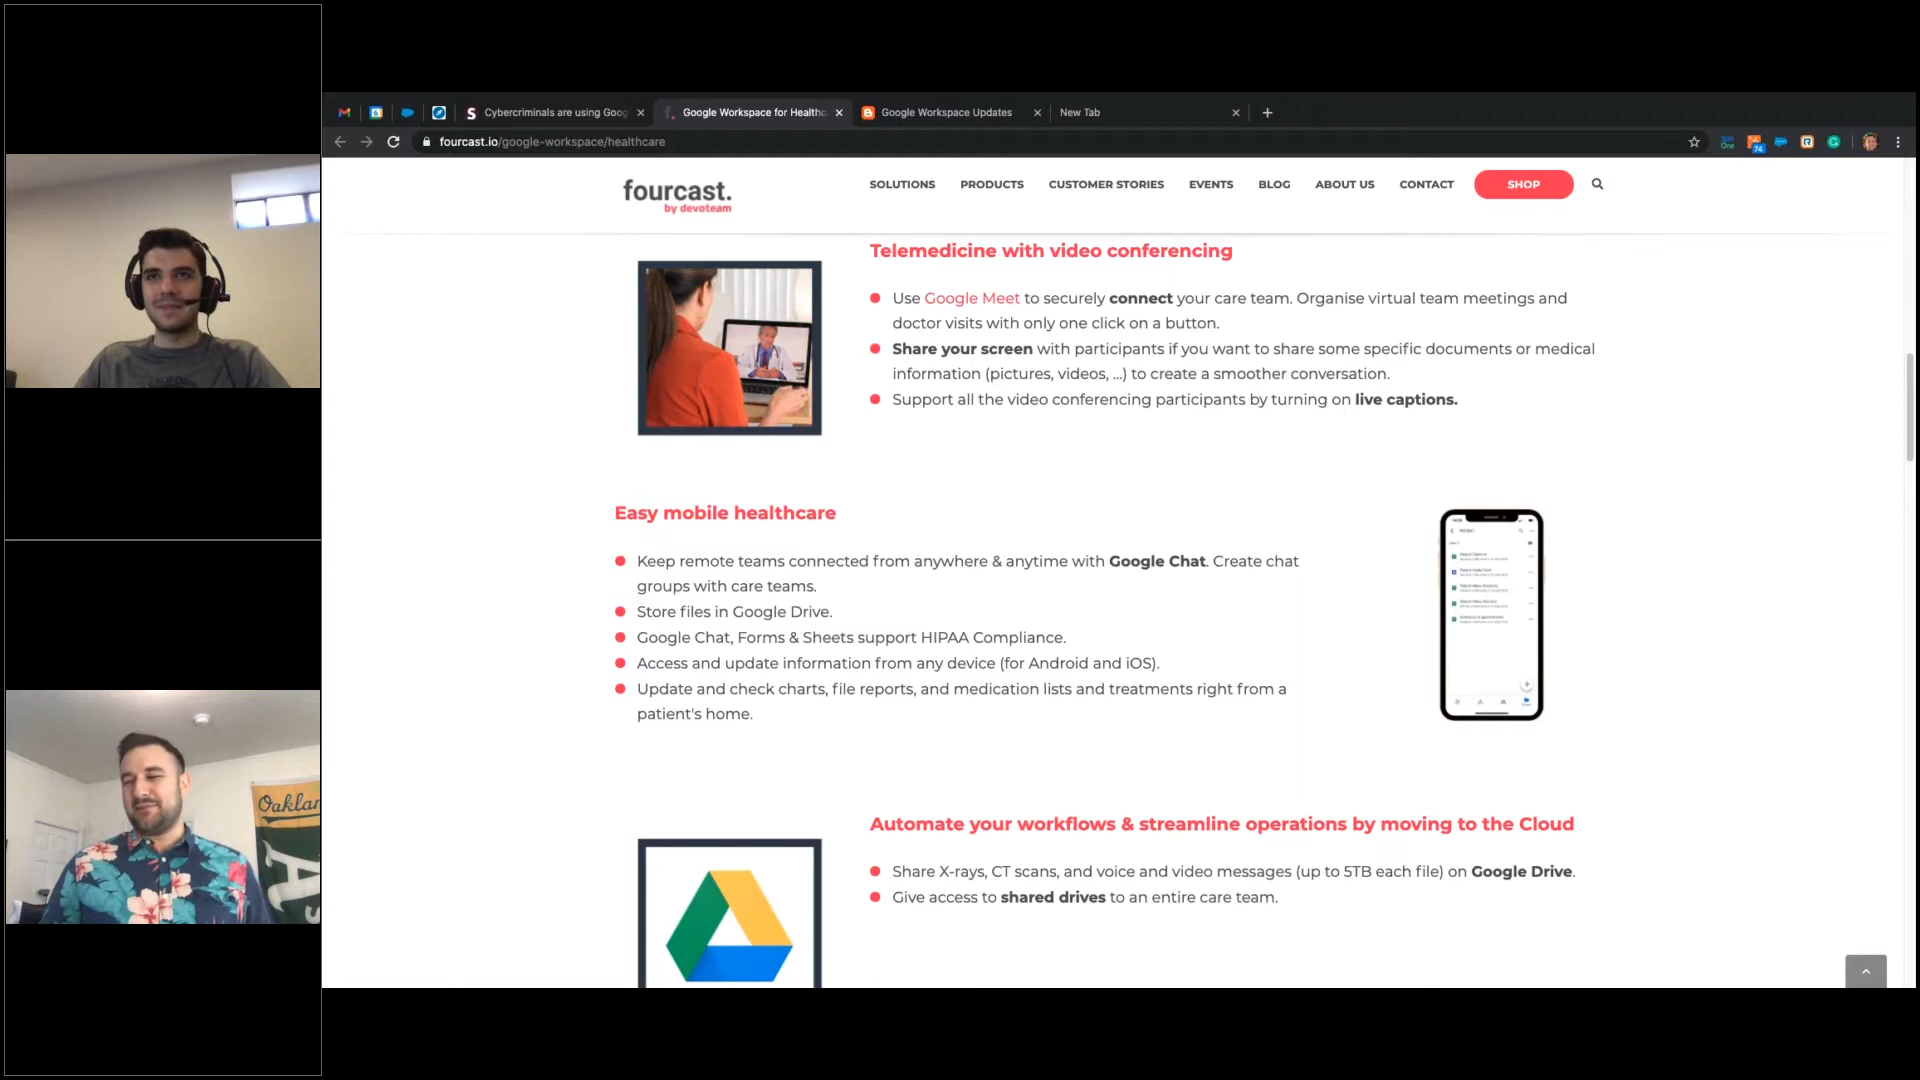 Cybercriminals are using Goog
Google Workspace for Healthc
Google Workspace Updates
New Tab
fourcast.io/google-workspace/healthcare
74
fourcast.
by devoteam
SOLUTIONS PRODUCTS CUSTOMER STORIES EVENTS BLOG ABOUT US CONTACT SHOP
Telemedicine with video conferencing
Use Google Meet to securely connect your care team. Organise virtual team meetings and
doctor visits with only one click on a button.
Share your screen with participants if you want to share some specific documents or medical
information (pictures, videos, ...) to create a smoother conversation.
Support all the video conferencing participants by turning on live captions.
Easy mobile healthcare
Keep remote teams connected from anywhere & anytime with Google Chat. Create chat
groups with care teams.
Store files in Google Drive.
Google Chat, Forms & Sheets support HIPAA Compliance.
Access and update information from any device (for Android and iOS).
Update and check charts, file reports, and medication lists and treatments right from a
patient's home.
Automate your workflows & streamline operations by moving to the Cloud
Share X-rays, CT scans, and voice and video messages (up to 5TB each file) on Google Drive.
Give access to shared drives to an entire care team.
Oaklan
A's